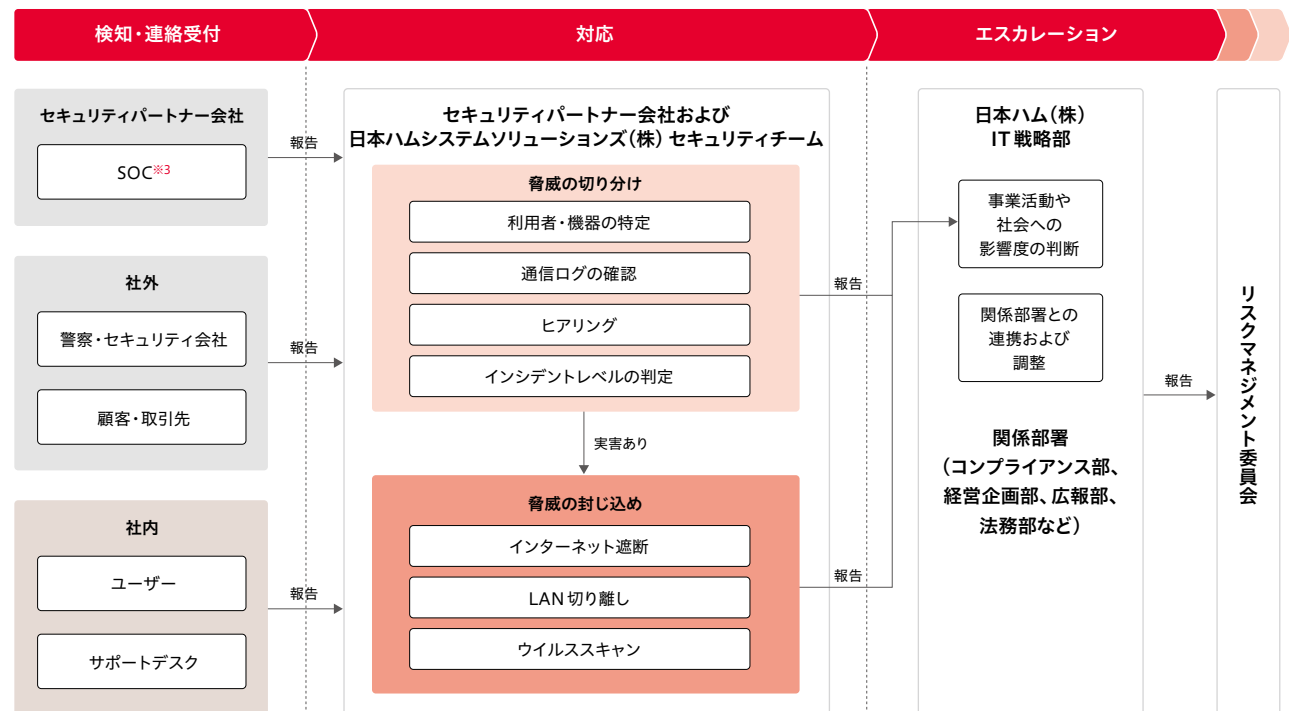 検知・連絡受付
対応
エスカレーション
セキュリティパートナー会社
SOC※3
報告
社外
警察・セキュリティ会社
顧客・取引先
報告
社内
ユーザー
サポートデスク
報告
セキュリティパートナー会社および
日本ハムシステムソリューションズ(株) セキュリティチーム
脅威の切り分け
利用者・機器の特定
通信ログの確認
ヒアリング
インシデントレベルの判定
報告
実害あり
脅威の封じ込め
インターネット遮断
LAN切り離し
ウイルススキャン
報告
日本ハム(株)
IT戦略部
事業活動や
社会への
影響度の判断
関係部署との
連携および
調整
関係部署
(コンプライアンス部、
経営企画部、広報部、
法務部など)
報告
リスクマネジメント委員会